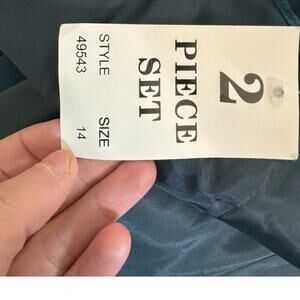 2
PIECE
SET
STYLE SIZE
49543 14